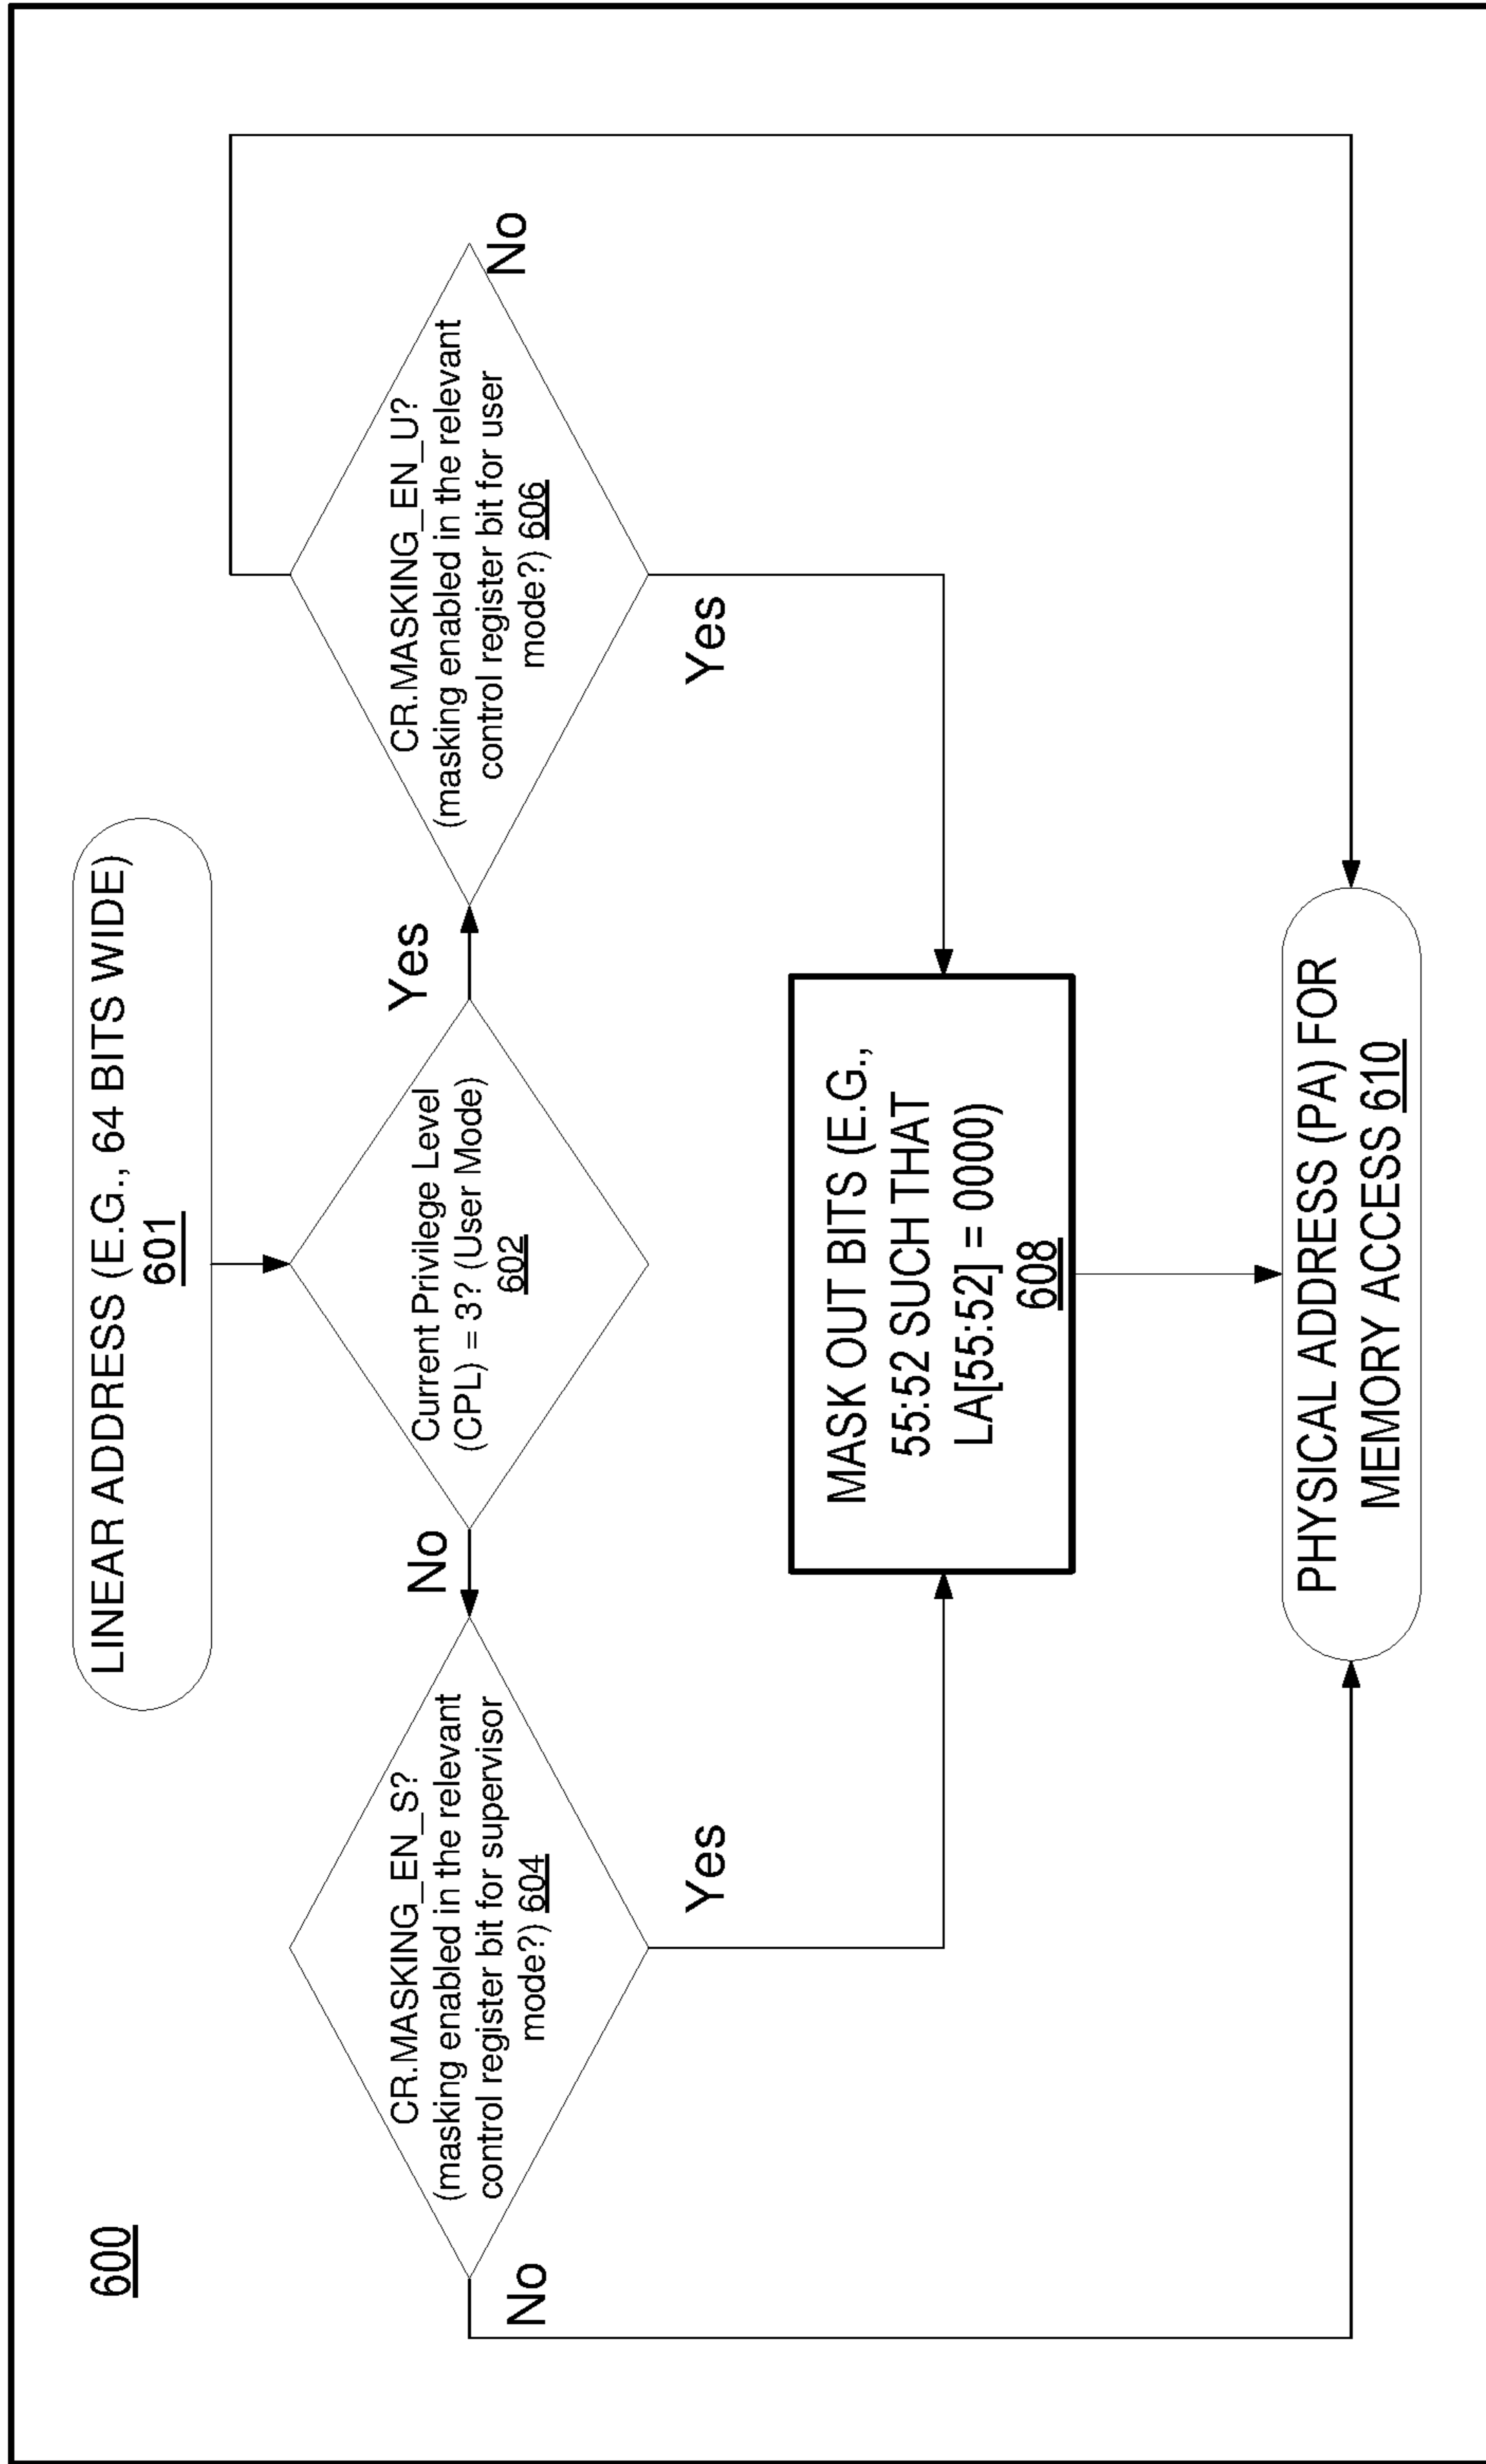 600
LINEAR ADDRESS (E.G., 64 BITS WIDE)
601
Current Privilege Level
(CPL) = 3? (User Mode)
602
No
Yes
CR.MASKING_EN_S?
(masking enabled in the relevant
control register bit for supervisor
mode?) 604
No
Yes
CR.MASKING_EN_U?
(masking enabled in the relevant
control register bit for user
mode?) 606
No
Yes
MASK OUT BITS (E.G.,
55:52 SUCH THAT
LA[55:52] = 0000)
608
PHYSICAL ADDRESS (PA) FOR
MEMORY ACCESS 610